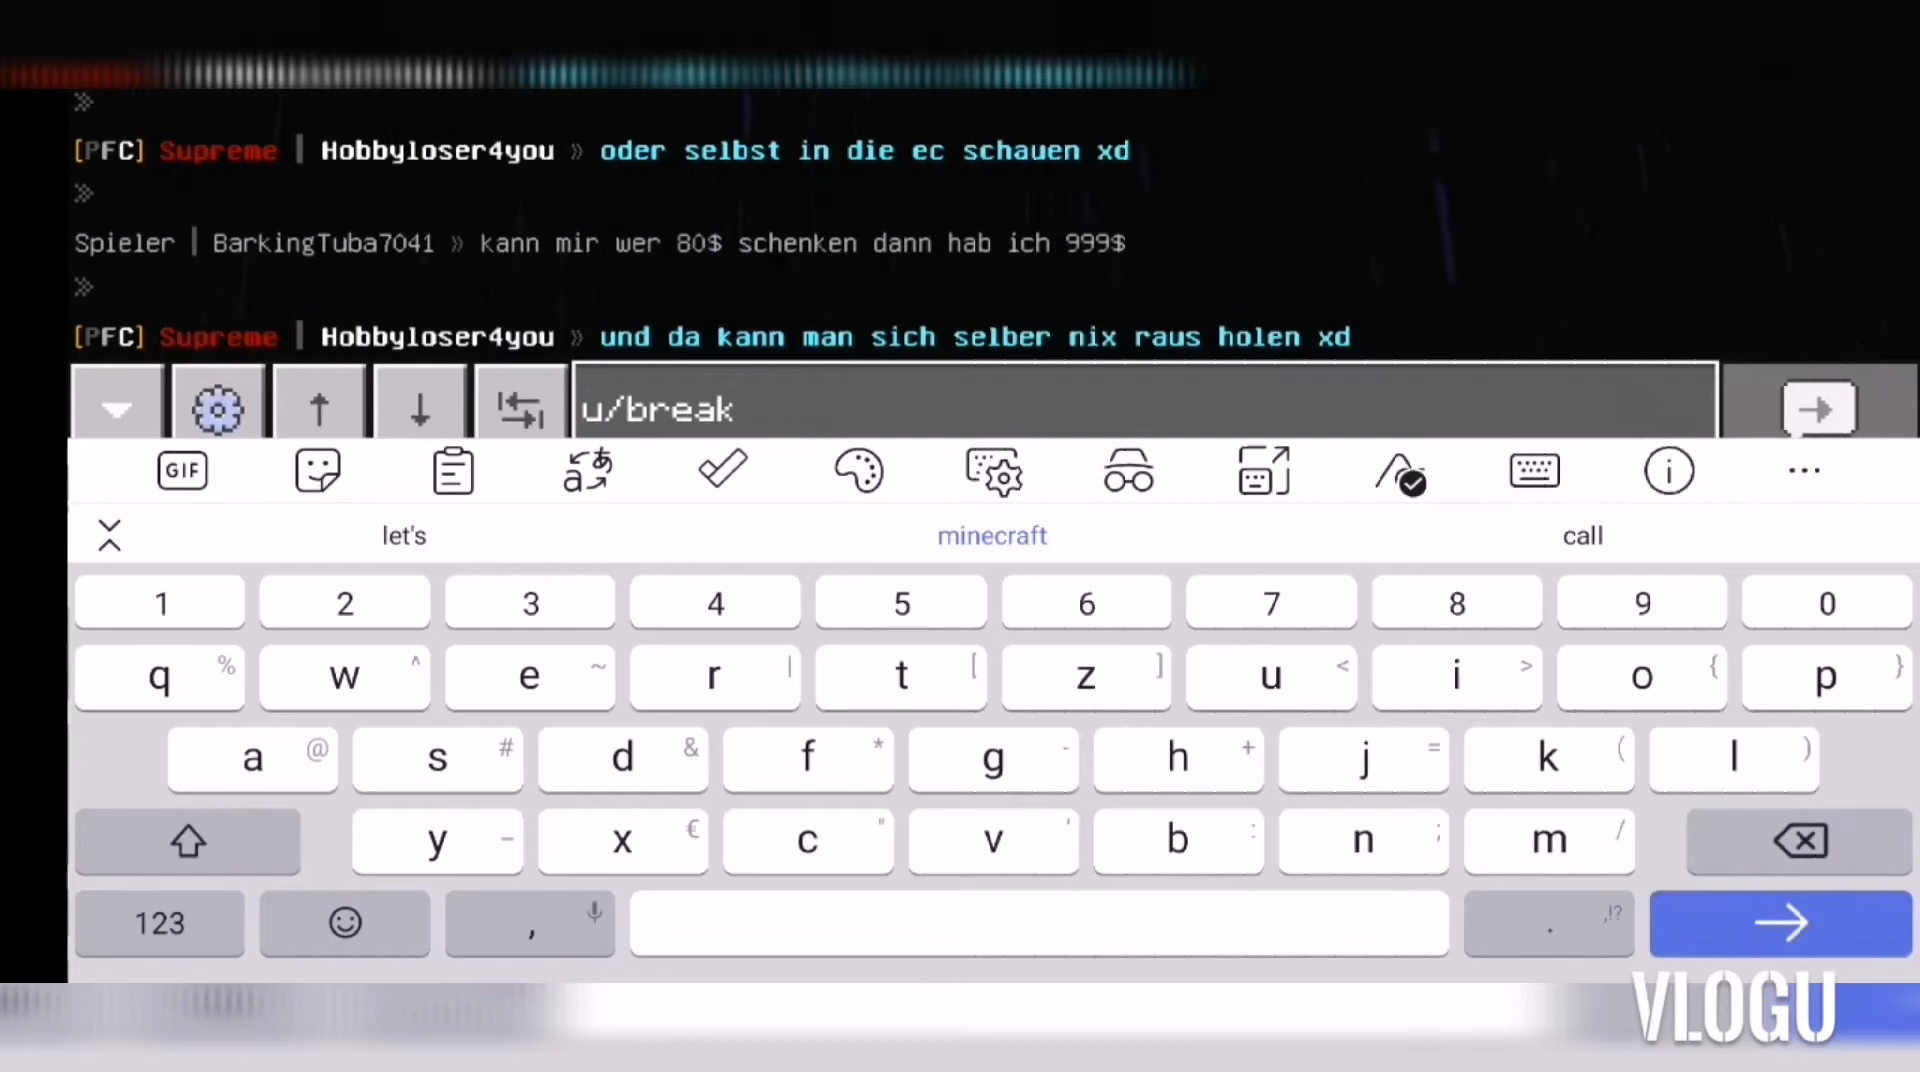 »
[PFC] Supreme | Hobbyloser4you » oder selbst in die ec schauen xd
»
Spieler | BarkingTuba7041 » kann mir wer 80$ schenken dann hab ich 999$
»
[PFC] Supreme | Hobbyloser4you » und da kann man sich selber nix raus holen xd
u/break
GIF
let's minecraft call
1 2 3 4 5 6 7 8 9 0
q % w ^ e ~ r | t [ z ] u < i > o { p }
a @ s # d & f * g - h + j = k ( l )
y _ x € c " v ' b : n ; m /
123 , . ,!?
VLOGU